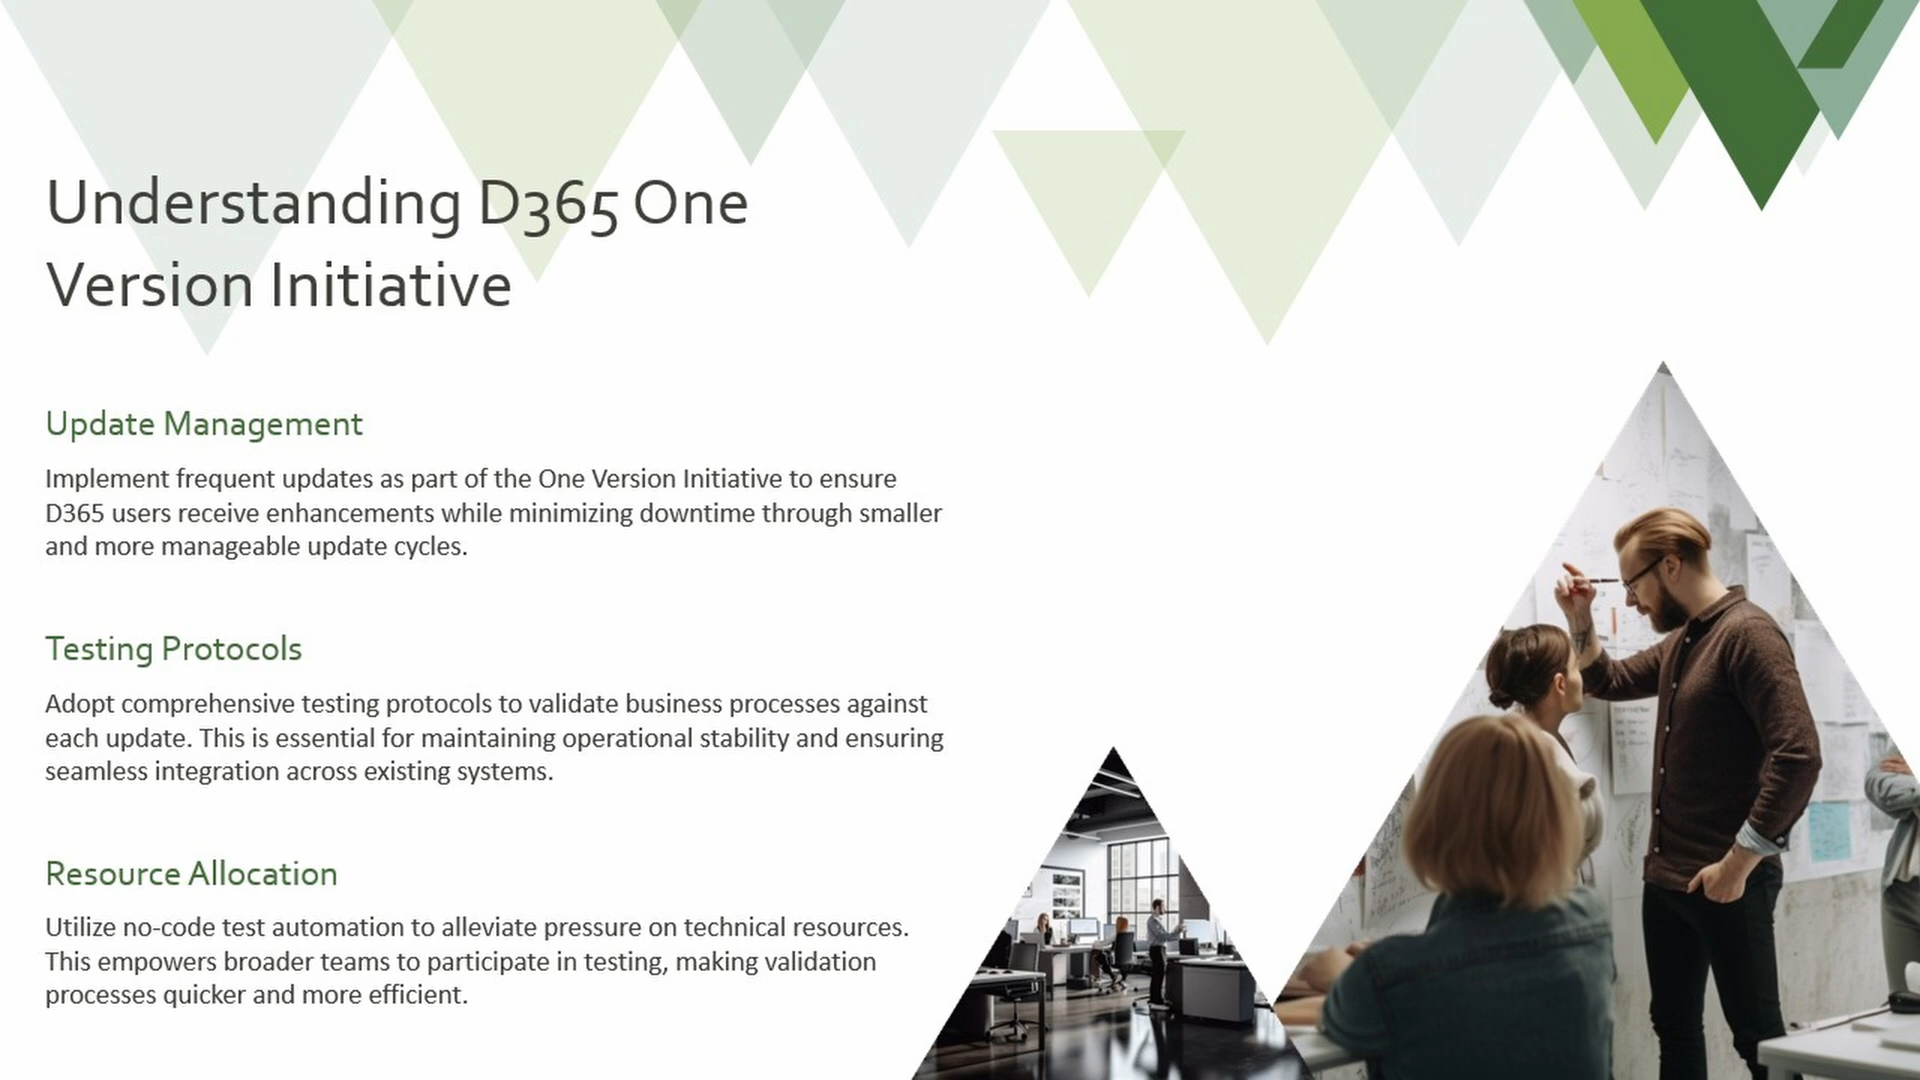 Understanding D365 One
Version Initiative
Update Management
Implement frequent updates as part of the One Version Initiative to ensure
D365 users receive enhancements while minimizing downtime through smaller
and more manageable update cycles.
Testing Protocols
Adopt comprehensive testing protocols to validate business processes against
each update. This is essential for maintaining operational stability and ensuring
seamless integration across existing systems.
Resource Allocation
Utilize no-code test automation to alleviate pressure on technical resources.
This empowers broader teams to participate in testing, making validation
processes quicker and more efficient.